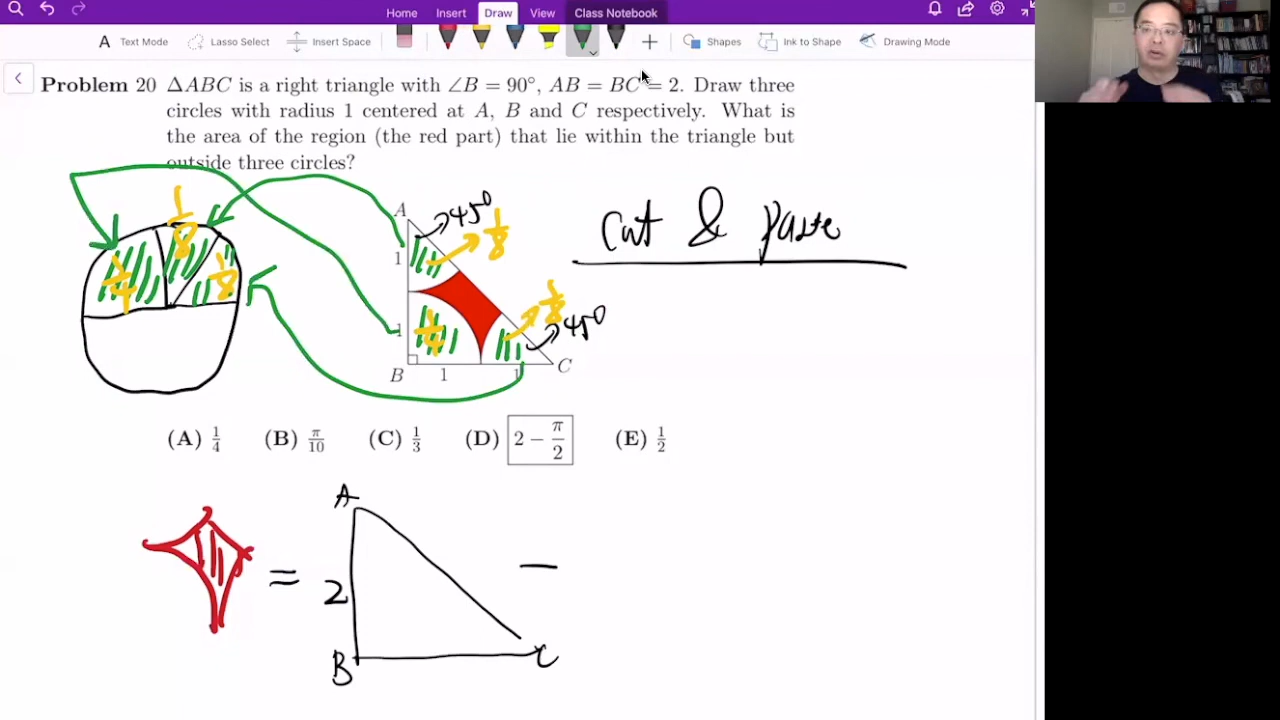 Home Insert Draw View Class Notebook
A Text Mode Lasso Select Insert Space Shapes Ink to Shape Drawing Mode
Problem 20 ΔABC is a right triangle with ∠B = 90°, AB = BC = 2. Draw three
circles with radius 1 centered at A, B and C respectively. What is
the area of the region (the red part) that lie within the triangle but
outside three circles?
A 45° 1/8
1/8
Cut & Paste
1
1/4 1/8
1/8 45°
1 1/4
B 1 1 C
(A) 1/4 (B) π/10 (C) 1/3 (D) 2 − π/2 (E) 1/2
A
= 2 −
B C